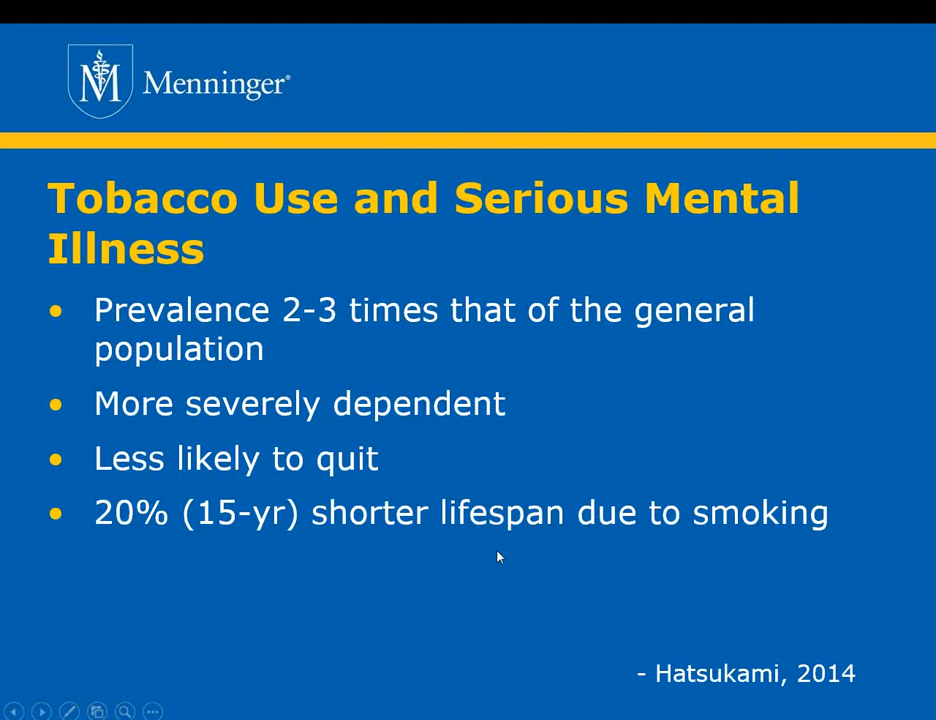 Menninger®
Tobacco Use and Serious Mental
Illness
• Prevalence 2-3 times that of the general
population
• More severely dependent
• Less likely to quit
• 20% (15-yr) shorter lifespan due to smoking
- Hatsukami, 2014